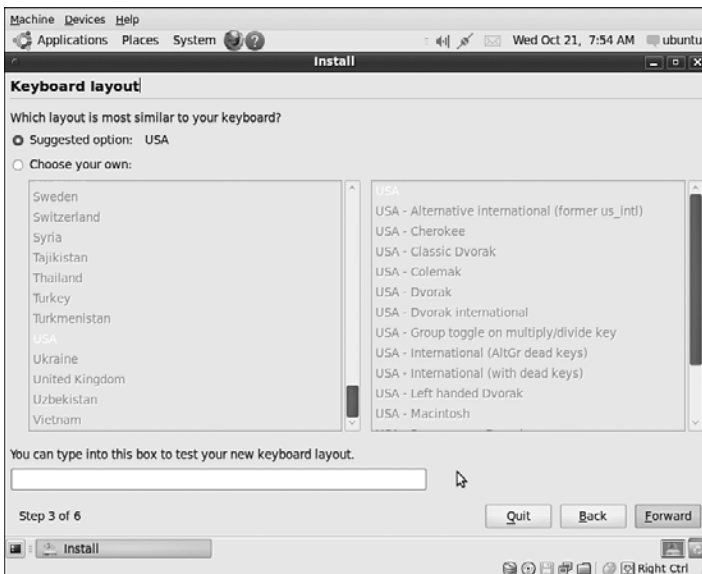 Machine Devices Help
Applications Places System Wed Oct 21, 7:54 AM ubuntu
Install
Keyboard layout
Which layout is most similar to your keyboard?
Suggested option: USA
Choose your own:
Sweden
Switzerland
Syria
Tajikistan
Thailand
Turkey
Turkmenistan
USA
Ukraine
United Kingdom
Uzbekistan
Vietnam
USA
USA - Alternative international (former us_intl)
USA - Cherokee
USA - Classic Dvorak
USA - Colemak
USA - Dvorak
USA - Dvorak international
USA - Group toggle on multiply/divide key
USA - International (AltGr dead keys)
USA - International (with dead keys)
USA - Left handed Dvorak
USA - Macintosh
You can type into this box to test your new keyboard layout.
Step 3 of 6
Quit Back Forward
Install
Right Ctrl